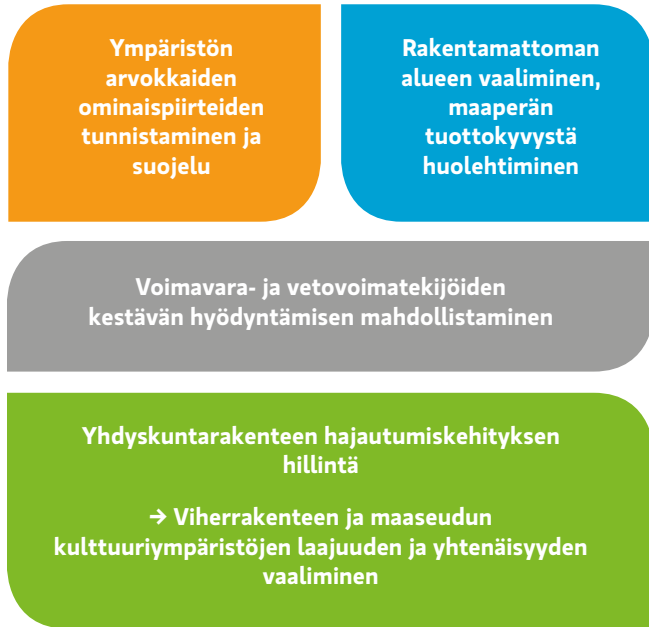 Ympäristön
arvokkaiden
ominaispiirteiden
tunnistaminen ja
suojelu
Rakentamattoman
alueen vaaliminen,
maaperän
tuottokyvystä
huolehtiminen
Voimavara- ja vetovoimatekijöiden
kestävän hyödyntämisen mahdollistaminen
Yhdyskuntarakenteen hajautumiskehityksen
hillintä
→ Viherrakenteen ja maaseudun
kulttuuriympäristöjen laajuuden ja yhtenäisyyden
vaaliminen